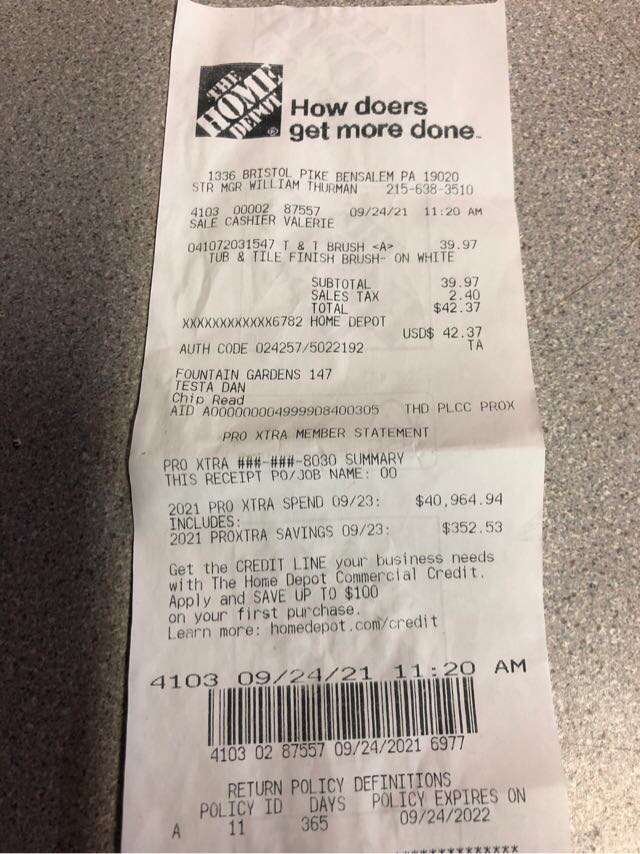 THE
HOME
DEPOT
How doers
get more done™
1336 BRISTOL PIKE BENSALEM PA 19020
STR MGR WILLIAM THURMAN 215-638-3510
4103 00002 87557 09/24/21 11:20 AM
SALE CASHIER VALERIE
041072031547 T & T BRUSH <A> 39.97
TUB & TILE FINISH BRUSH- ON WHITE
SUBTOTAL 39.97
SALES TAX 2.40
TOTAL $42.37
XXXXXXXXXXXX6782 HOME DEPOT
USD$ 42.37
AUTH CODE 024257/5022192 TA
FOUNTAIN GARDENS 147
TESTA DAN
Chip Read
AID A0000000049999D8400305 THD PLCC PROX
PRO XTRA MEMBER STATEMENT
PRO XTRA ###-###-8030 SUMMARY
THIS RECEIPT PO/JOB NAME: 00
2021 PRO XTRA SPEND 09/23: $40,964.94
INCLUDES:
2021 PROXTRA SAVINGS 09/23: $352.53
Get the CREDIT LINE your business needs
with The Home Depot Commercial Credit.
Apply and SAVE UP TO $100
on your first purchase.
Learn more: homedepot.com/credit
4103 09/24/21 11:20 AM
4103 02 87557 09/24/2021 6977
RETURN POLICY DEFINITIONS
POLICY ID DAYS POLICY EXPIRES ON
A 11 365 09/24/2022